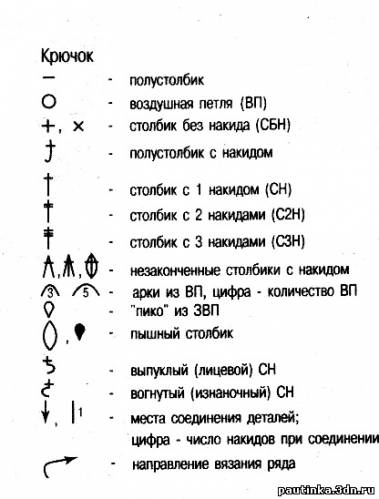 Крючок
— - полустолбик
О - воздушная петля (ВП)
+, × - столбик без накида (СБН)
- полустолбик с накидом
- столбик с 1 накидом (СН)
- столбик с 2 накидами (С2Н)
- столбик с 3 накидами (С3Н)
- незаконченные столбики с накидом
3 5 - арки из ВП, цифра - количество ВП
- "пико" из 3ВП
- пышный столбик
- выпуклый (лицевой) СН
- вогнутый (изнаночный) СН
1 - места соединения деталей;
цифра - число накидов при соединении
- направление вязания ряда
pautinka.3dn.ru